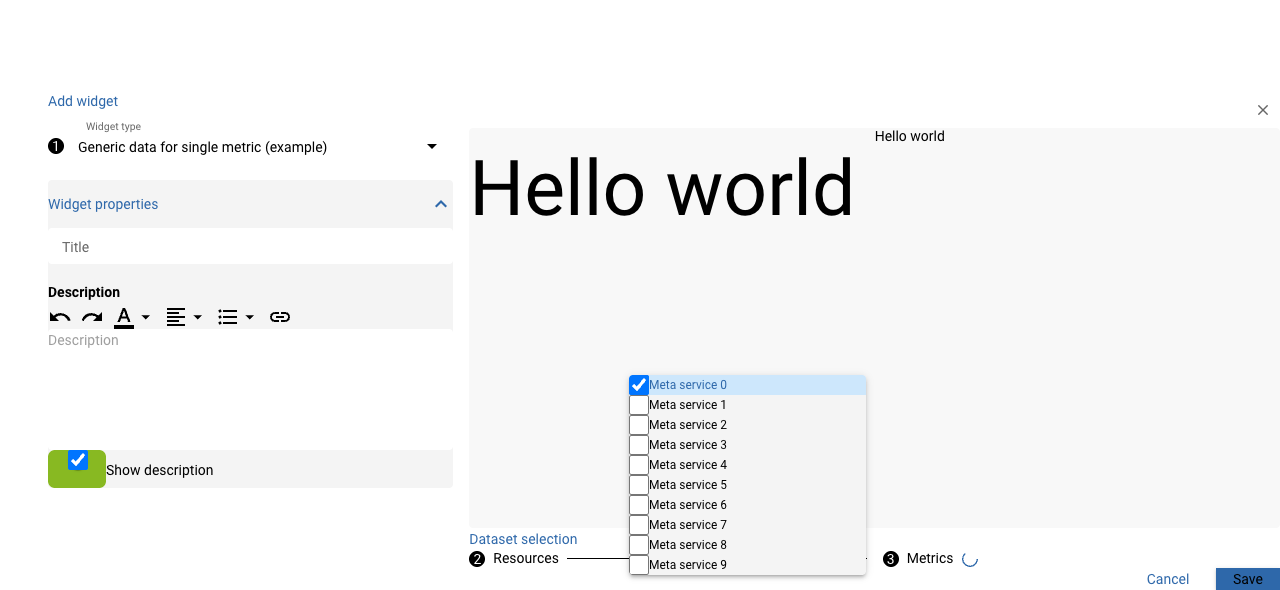 Add widget
Widget type
1 Generic data for single metric (example)
Widget properties
Title
Description
A
Description
Show description
Hello world
Hello world
Meta service 0
Meta service 1
Meta service 2
Meta service 3
Meta service 4
Meta service 5
Meta service 6
Meta service 7
Meta service 8
Meta service 9
Dataset selection
2 Resources
3 Metrics
Cancel Save